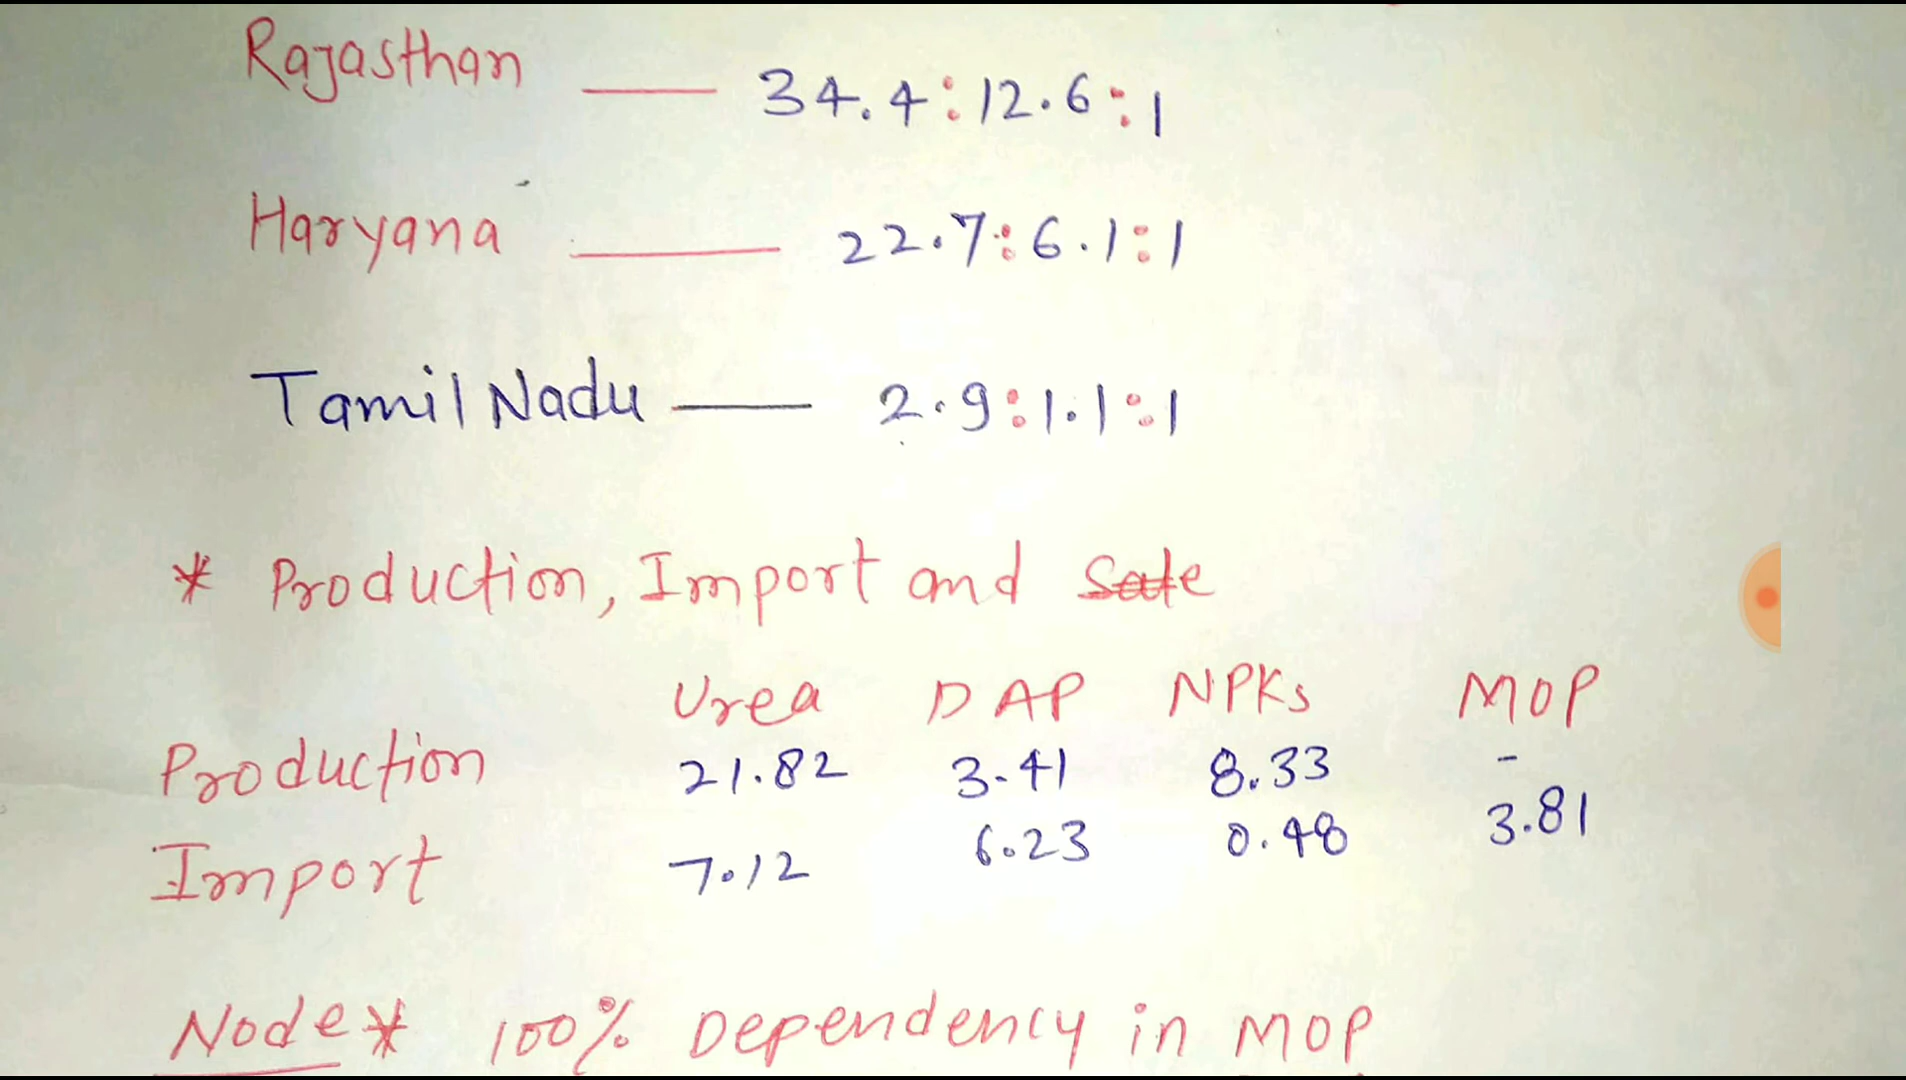 Rajasthan — 34.4:12.6:1
Haryana — 22.7:6.1:1
Tamil Nadu — 2.9:1.1:1
* Production, Import and Sale
Urea DAP NPKs MOP
Production 21.82 3.41 8.33 -
Import 7.12 6.23 0.48 3.81
Node* 100% Dependency in MOP